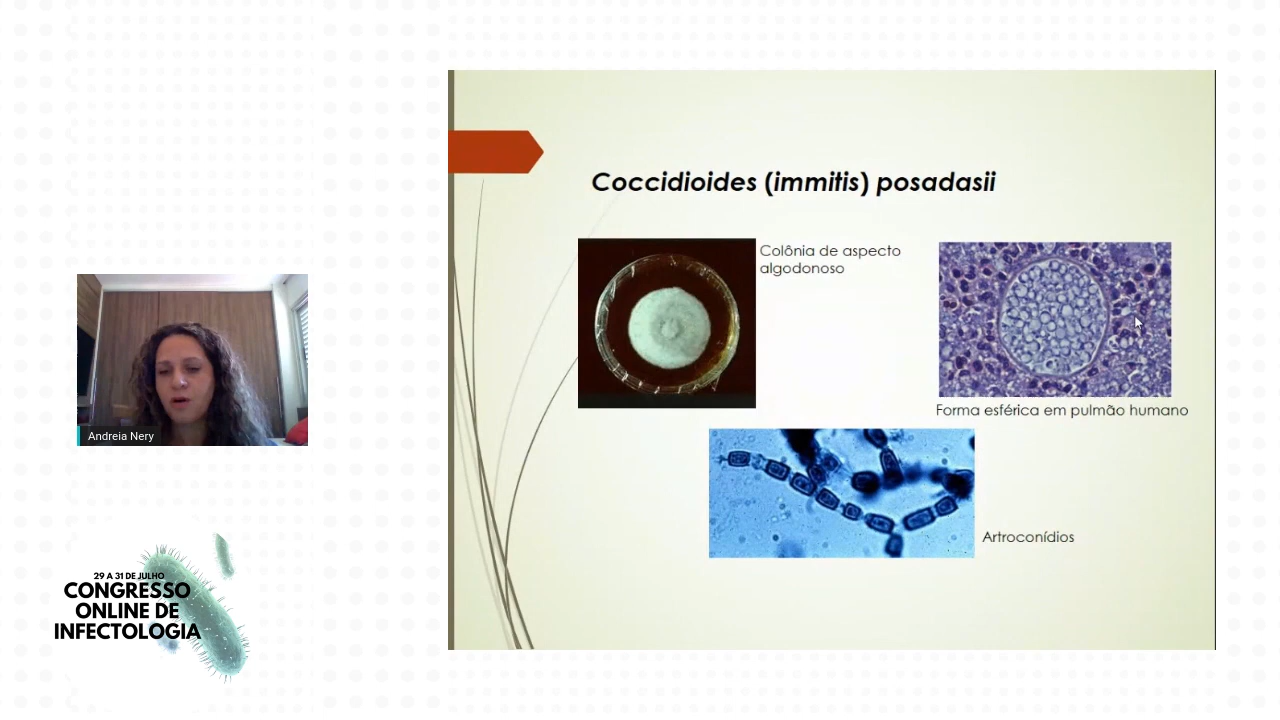 Coccidioides (immitis) posadasii
Colônia de aspecto
algodonoso
Forma esférica em pulmão humano
Artroconídios
Andreia Nery
29 A 31 DE JULHO
CONGRESSO
ONLINE DE
INFECTOLOGIA